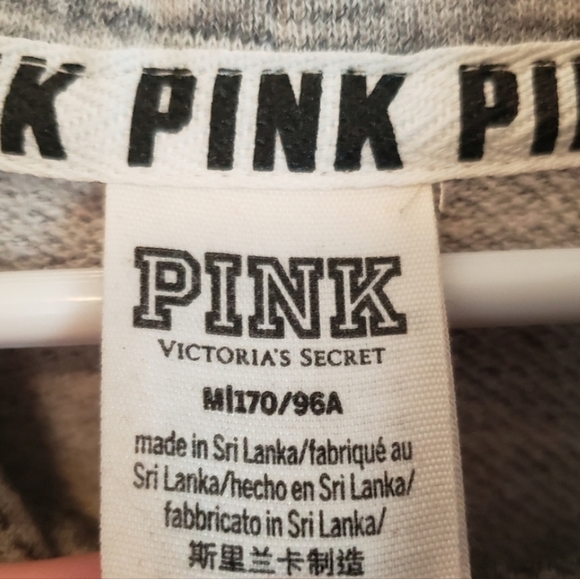 K PINK PI
PINK
VICTORIA'S SECRET
M|170/96A
made in Sri Lanka/fabriqué au
Sri Lanka/hecho en Sri Lanka/
fabbricato in Sri Lanka/
斯里兰卡制造